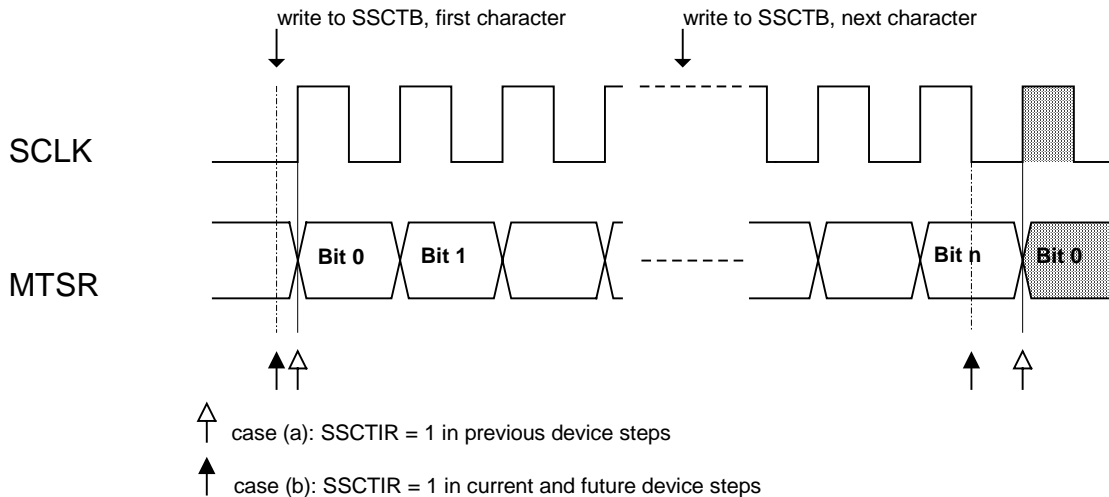 write to SSCTB, first character
write to SSCTB, next character
SCLK
MTSR
Bit 0
Bit 1
Bit n
Bit 0
case (a): SSCTIR = 1 in previous device steps
case (b): SSCTIR = 1 in current and future device steps